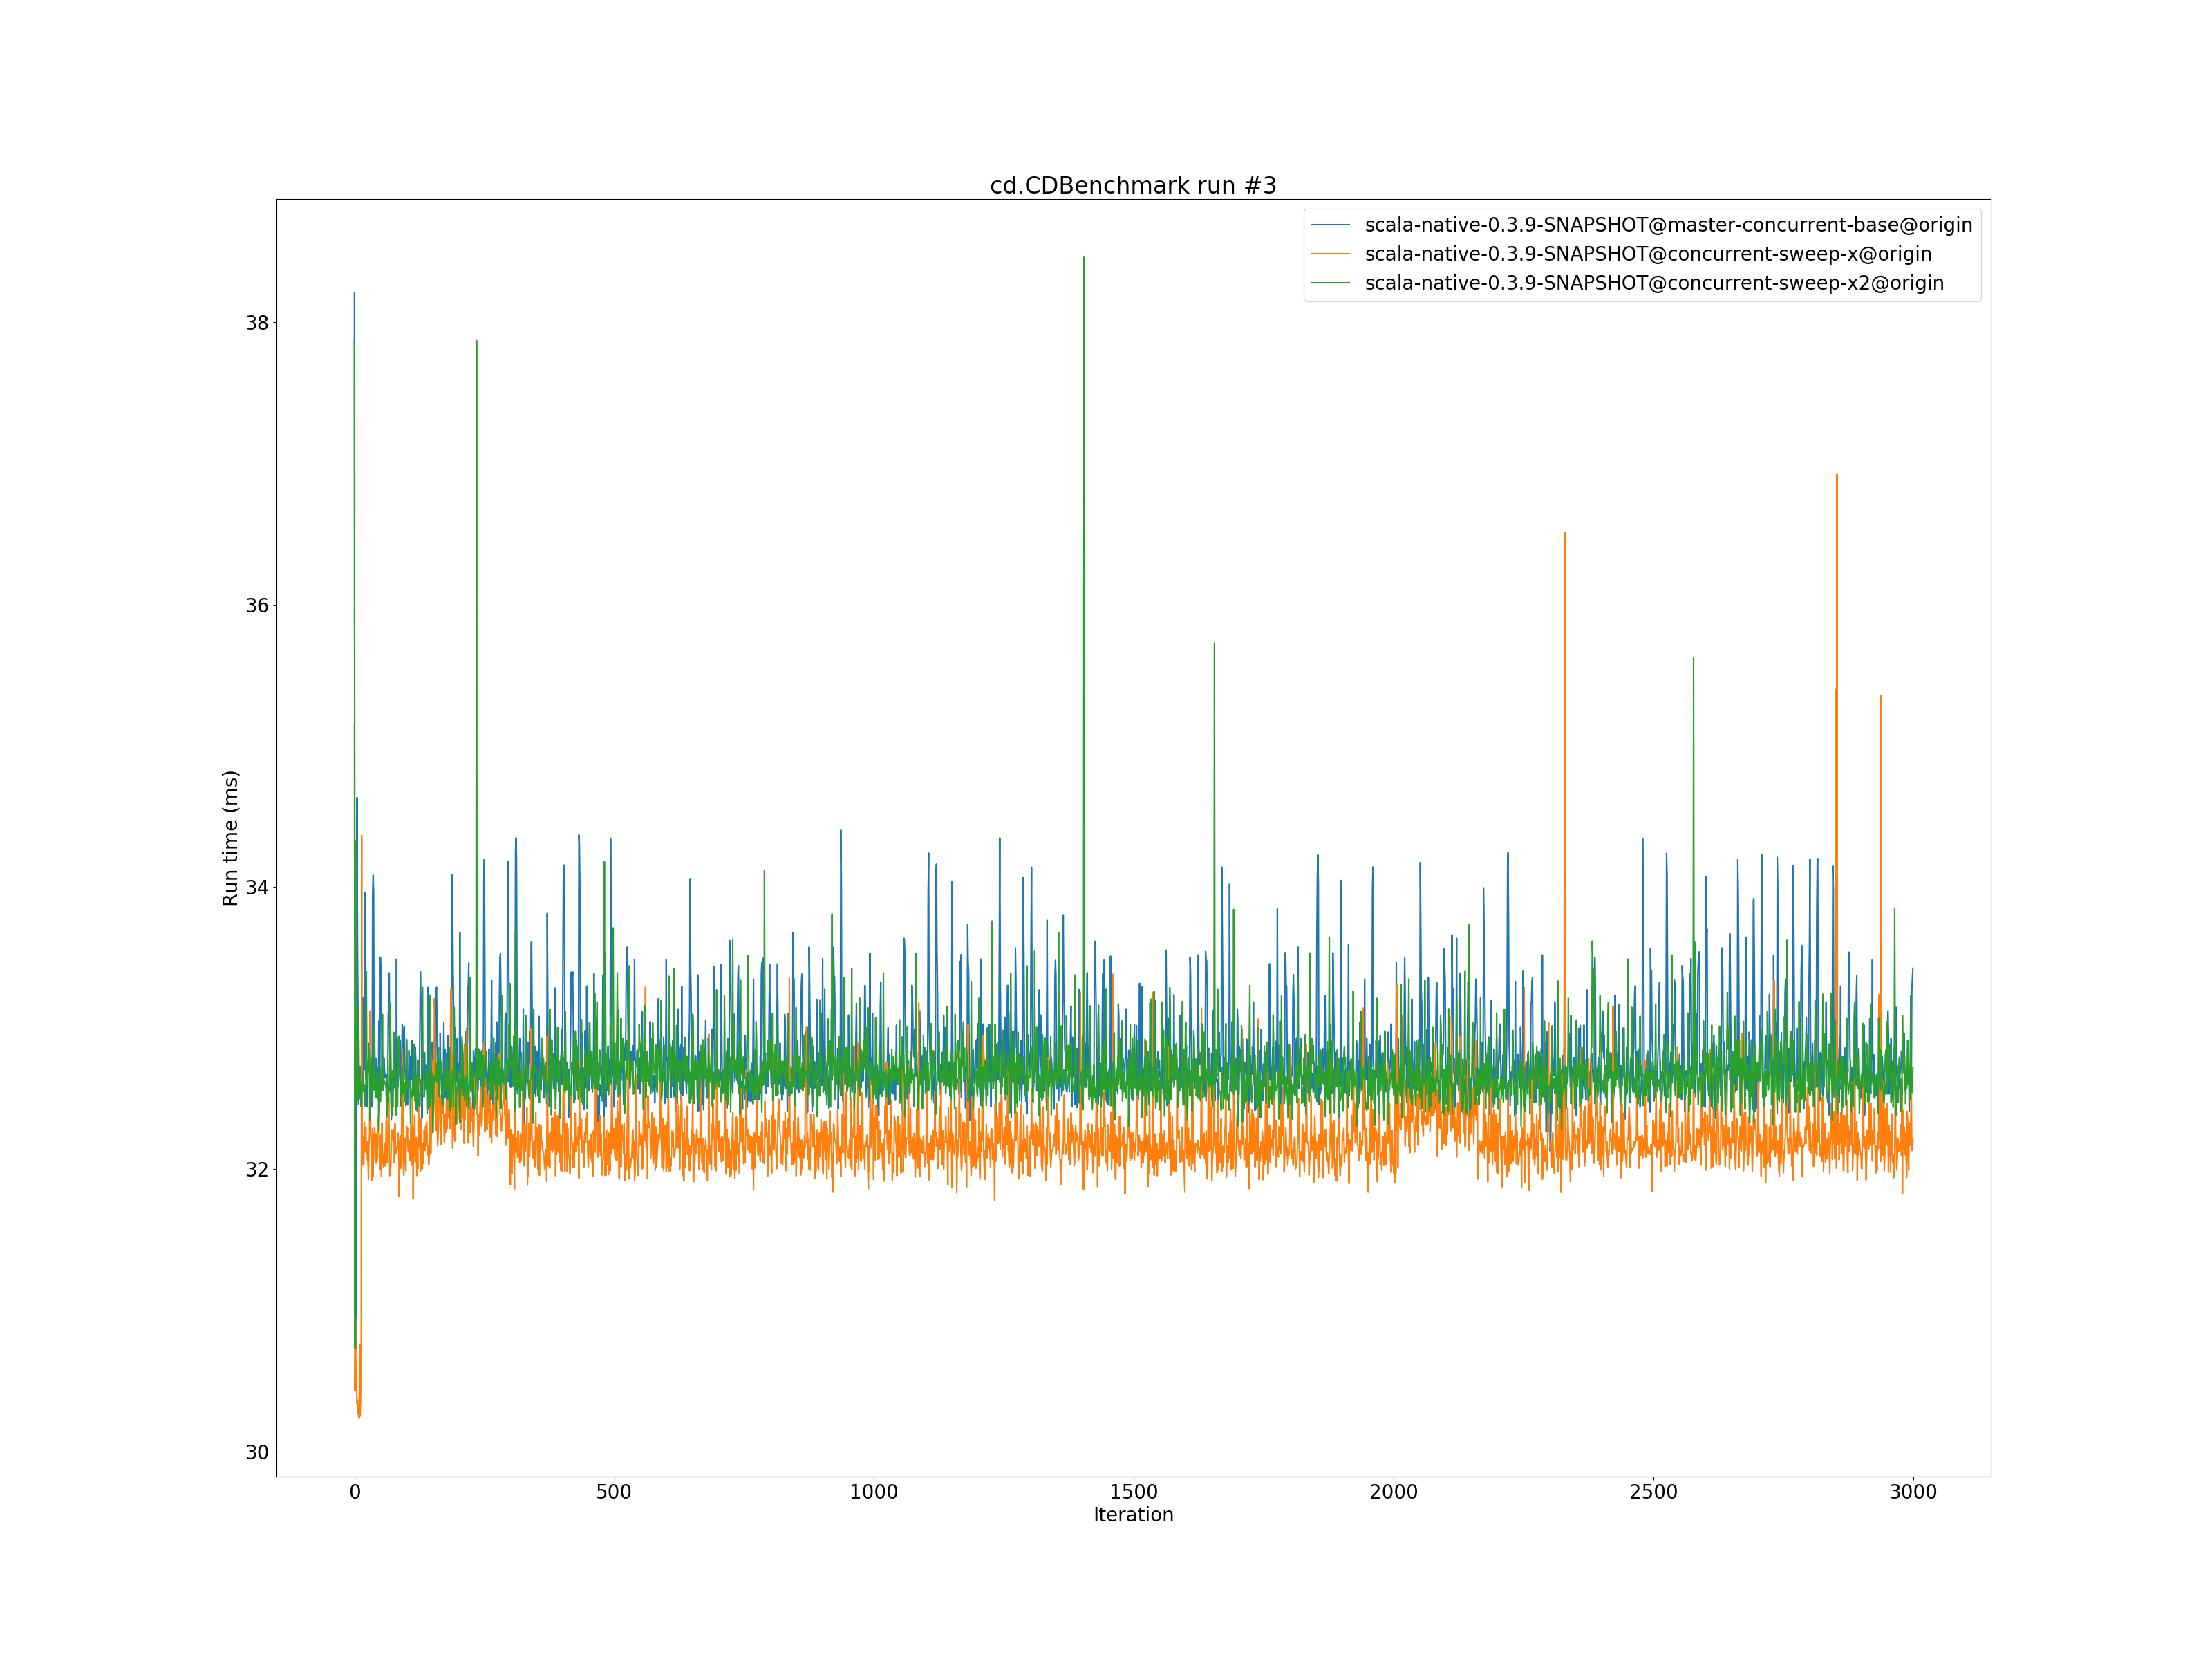 cd.CDBenchmark run #3
scala-native-0.3.9-SNAPSHOT@master-concurrent-base@origin
scala-native-0.3.9-SNAPSHOT@concurrent-sweep-x@origin
scala-native-0.3.9-SNAPSHOT@concurrent-sweep-x2@origin
38
36
34
32
30
Run time (ms)
0 500 1000 1500 2000 2500 3000
Iteration